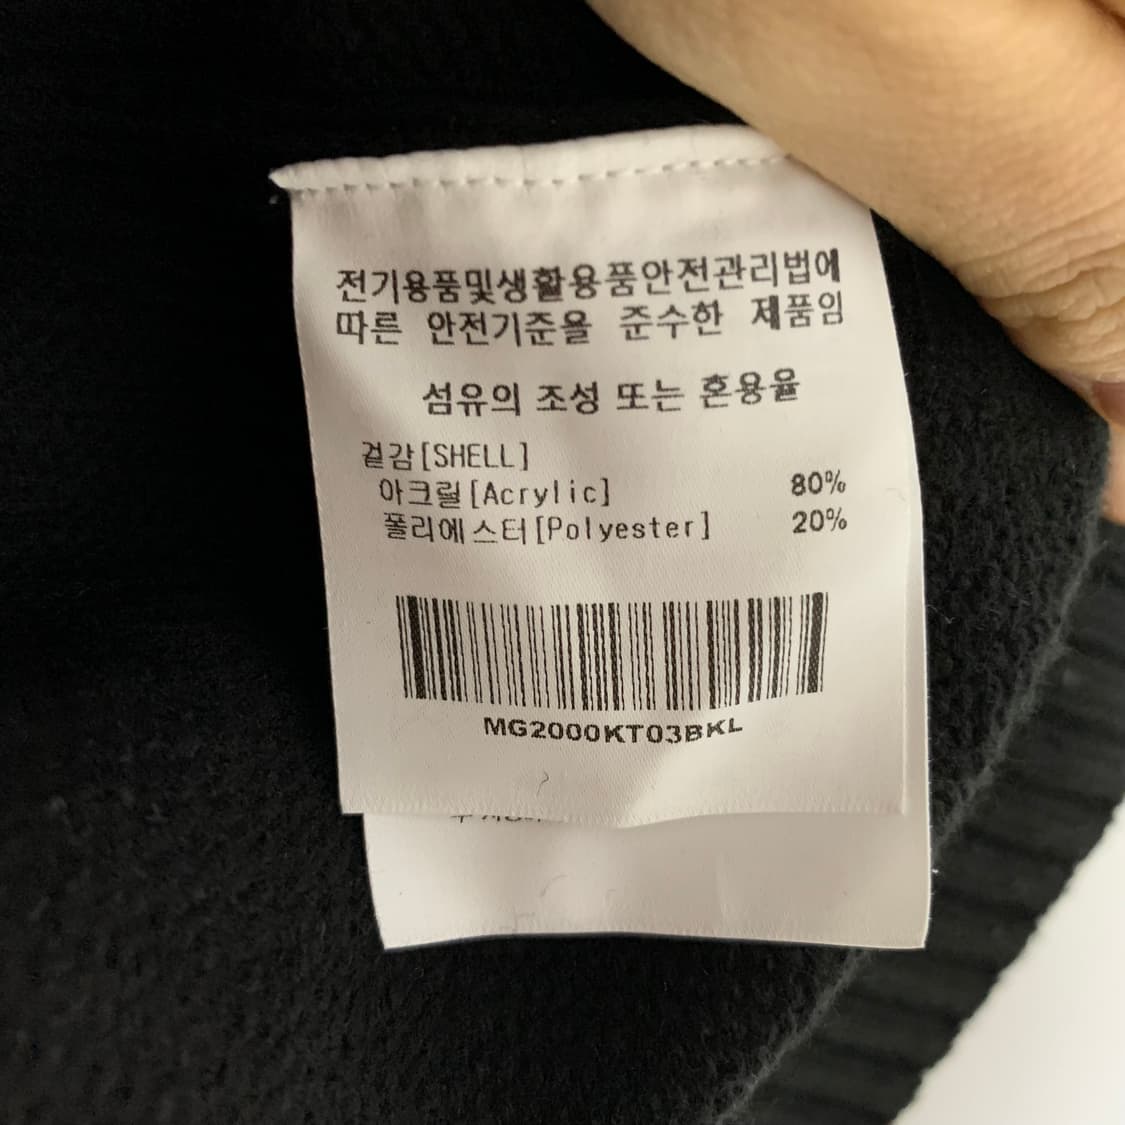 전기용품및생활용품안전관리법에
따른 안전기준을 준수한 제품임
섬유의 조성 또는 혼용율
겉감[SHELL]
아크릴[Acrylic] 80%
폴리에스터[Polyester] 20%
MG2000KT03BKL